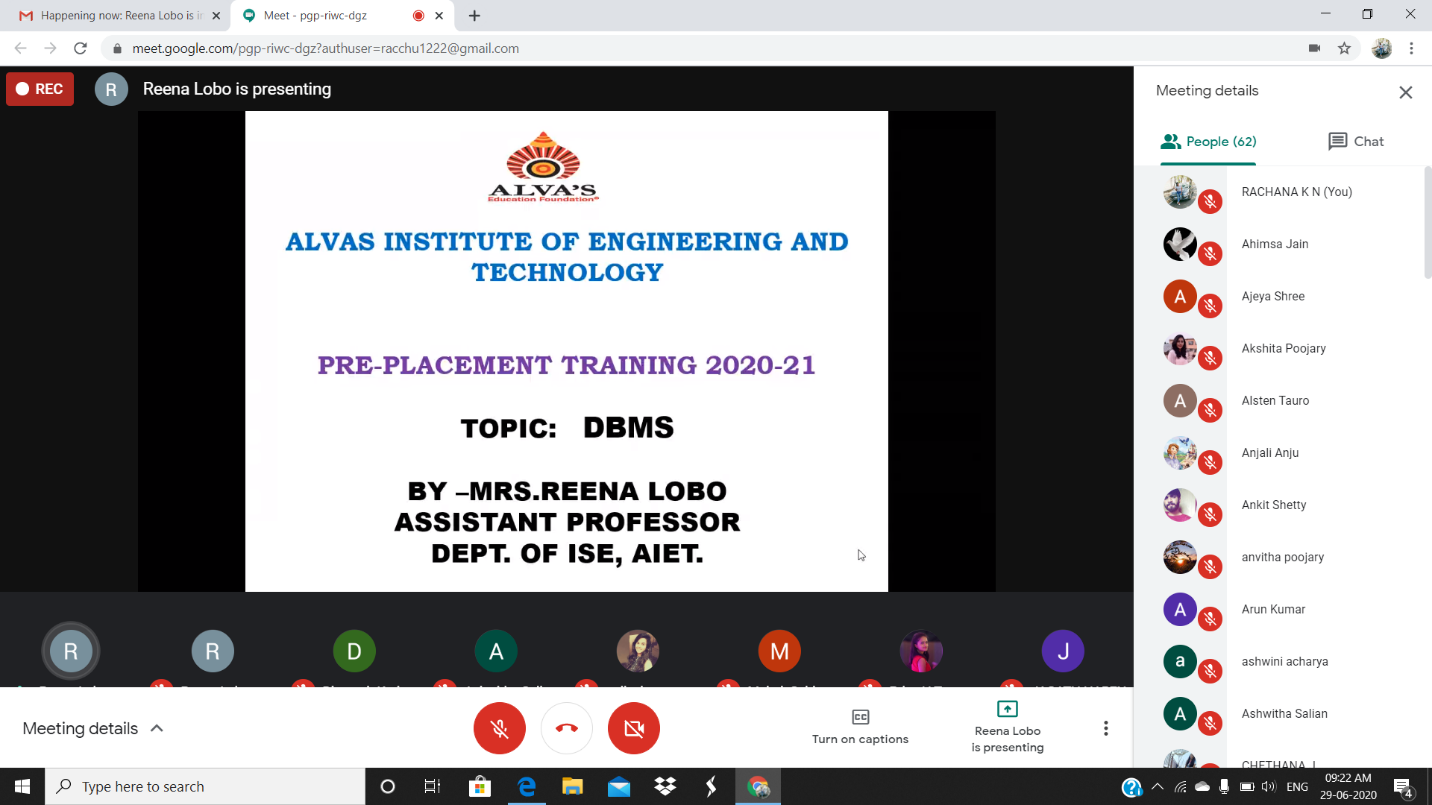 Happening now: Reena Lobo is in
Meet - pgp-riwc-dgz
meet.google.com/pgp-riwc-dgz?authuser=racchu1222@gmail.com
REC
R
Reena Lobo is presenting
ALVA'S
Education Foundation®
ALVAS INSTITUTE OF ENGINEERING AND
TECHNOLOGY
PRE-PLACEMENT TRAINING 2020-21
TOPIC: DBMS
BY –MRS.REENA LOBO
ASSISTANT PROFESSOR
DEPT. OF ISE, AIET.
R R D A M J
Meeting details
Turn on captions
Reena Lobo
is presenting
Meeting details
People (62)
Chat
RACHANA K N (You)
Ahimsa Jain
A
Ajeya Shree
Akshita Poojary
A
Alsten Tauro
Anjali Anju
Ankit Shetty
anvitha poojary
A
Arun Kumar
a
ashwini acharya
A
Ashwitha Salian
CHETHANA J
Type here to search
ENG
09:22 AM
29-06-2020
4